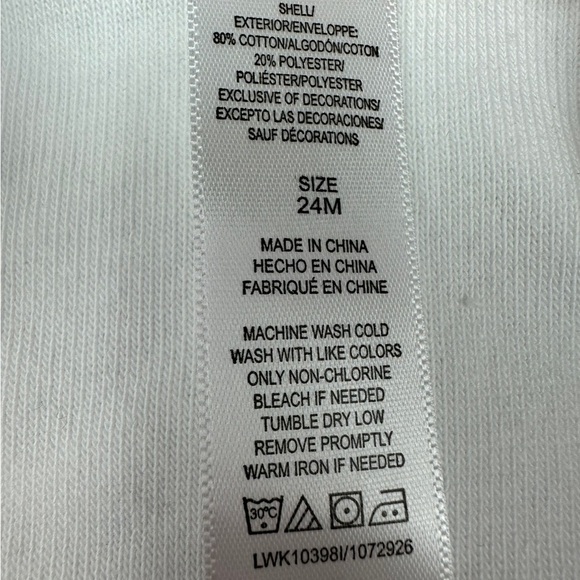 SHELL/
EXTERIOR/ENVELOPPE:
80% COTTON/ALGODÓN/COTON
20% POLYESTER/
POLIÉSTER/POLYESTER
EXCLUSIVE OF DECORATIONS/
EXCEPTO LAS DECORACIONES/
SAUF DÉCORATIONS
SIZE
24M
MADE IN CHINA
HECHO EN CHINA
FABRIQUÉ EN CHINE
MACHINE WASH COLD
WASH WITH LIKE COLORS
ONLY NON-CHLORINE
BLEACH IF NEEDED
TUMBLE DRY LOW
REMOVE PROMPTLY
WARM IRON IF NEEDED
30°C
LWK10398I/1072926